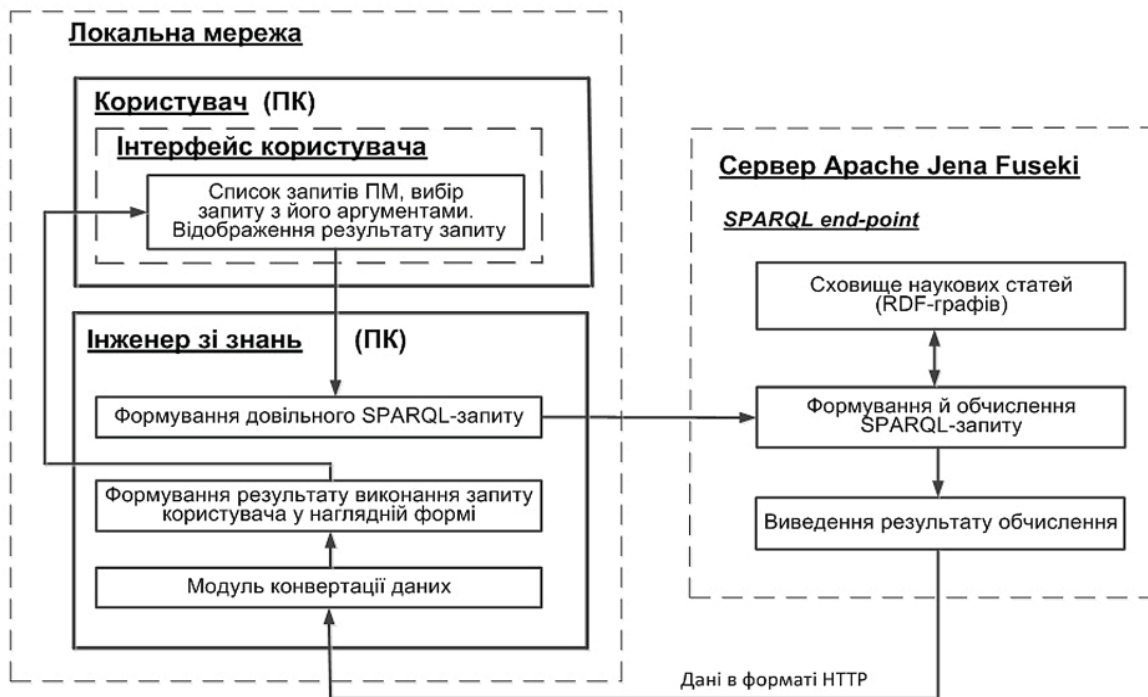 Локальна мережа
Користувач (ПК)
Інтерфейс користувача
Список запитів ПМ, вибір
запиту з його аргументами.
Відображення результату запиту
Інженер зі знань (ПК)
Формування довільного SPARQL-запиту
Формування результату виконання запиту
користувача у наглядній формі
Модуль конвертації даних
Сервер Apache Jena Fuseki
SPARQL end-point
Сховище наукових статей
(RDF-графів)
Формування й обчислення
SPARQL-запиту
Виведення результату обчислення
Дані в форматі HTTP